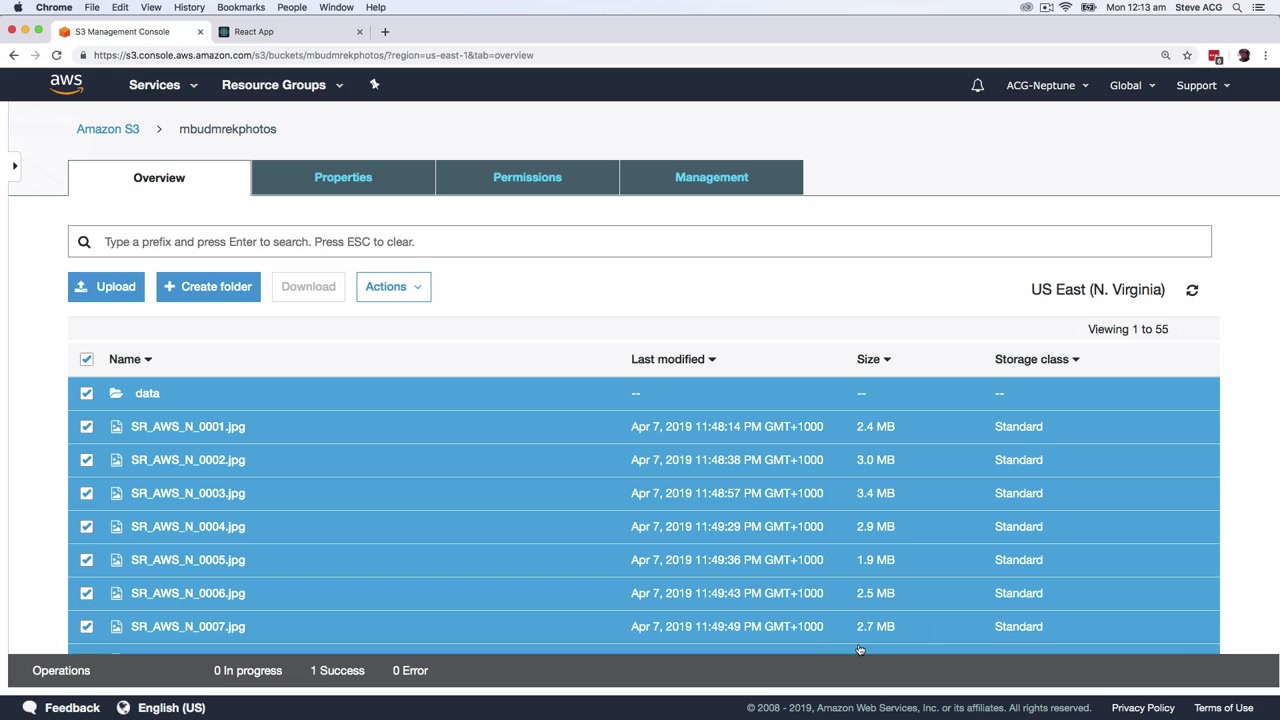 Chrome File Edit View History Bookmarks People Window Help Mon 12:13 am Steve ACG
S3 Management Console × React App × +
https://s3.console.aws.amazon.com/s3/buckets/mbudmrekphotos/?region=us-east-1&tab=overview
aws Services Resource Groups ACG-Neptune Global Support
Amazon S3 > mbudmrekphotos
Overview Properties Permissions Management
Type a prefix and press Enter to search. Press ESC to clear.
Upload + Create folder Download Actions US East (N. Virginia)
Viewing 1 to 55
Name Last modified Size Storage class
data -- -- --
SR_AWS_N_0001.jpg Apr 7, 2019 11:48:14 PM GMT+1000 2.4 MB Standard
SR_AWS_N_0002.jpg Apr 7, 2019 11:48:38 PM GMT+1000 3.0 MB Standard
SR_AWS_N_0003.jpg Apr 7, 2019 11:48:57 PM GMT+1000 3.4 MB Standard
SR_AWS_N_0004.jpg Apr 7, 2019 11:49:29 PM GMT+1000 2.9 MB Standard
SR_AWS_N_0005.jpg Apr 7, 2019 11:49:36 PM GMT+1000 1.9 MB Standard
SR_AWS_N_0006.jpg Apr 7, 2019 11:49:43 PM GMT+1000 2.5 MB Standard
SR_AWS_N_0007.jpg Apr 7, 2019 11:49:49 PM GMT+1000 2.7 MB Standard
Operations 0 In progress 1 Success 0 Error
Feedback English (US) © 2008 - 2019, Amazon Web Services, Inc. or its affiliates. All rights reserved. Privacy Policy Terms of Use